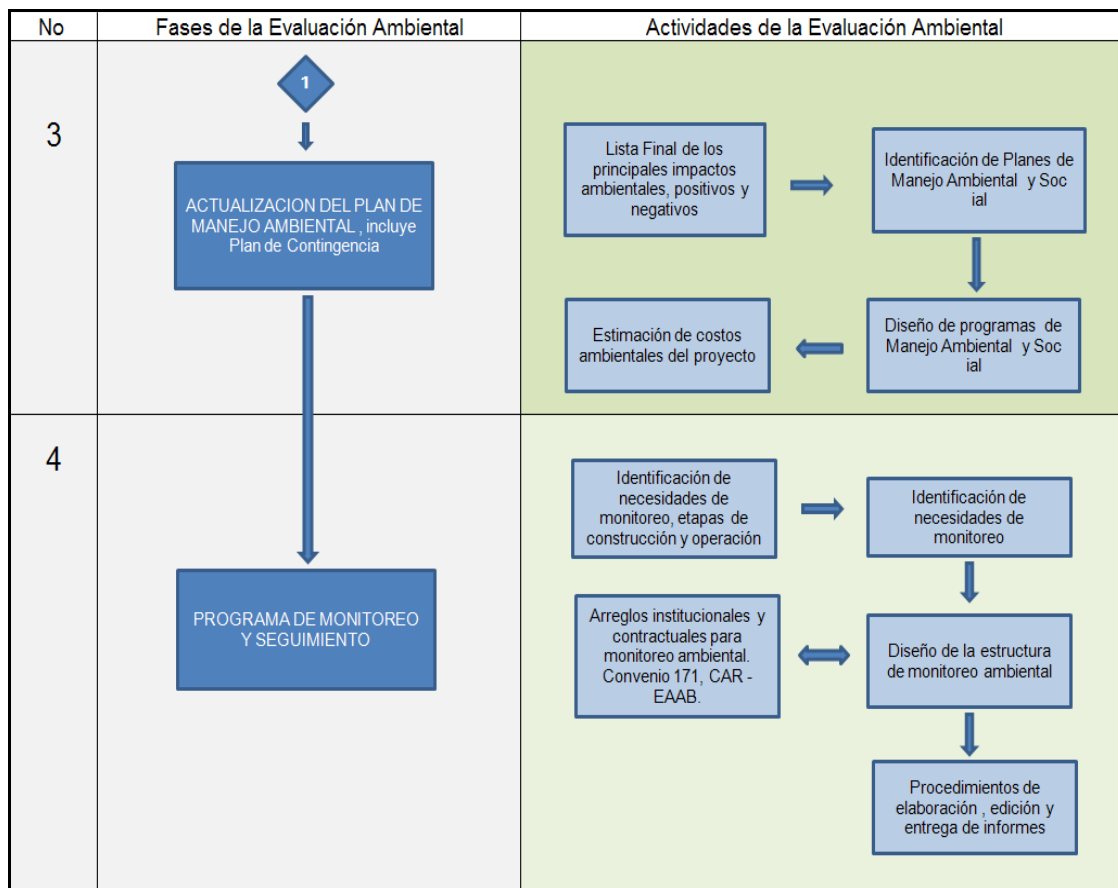 No
Fases de la Evaluación Ambiental
Actividades de la Evaluación Ambiental
3
1
ACTUALIZACION DEL PLAN DE
MANEJO AMBIENTAL , incluye
Plan de Contingencia
Lista Final de los
principales impactos
ambientales, positivos y
negativos
Identificación de Planes de
Manejo Ambiental y Soc
ial
Estimación de costos
ambientales del proyecto
Diseño de programas de
Manejo Ambiental y Soc
ial
4
PROGRAMA DE MONITOREO
Y SEGUIMIENTO
Identificación de
necesidades de
monitoreo, etapas de
construcción y operación
Identificación de
necesidades de
monitoreo
Arreglos institucionales y
contractuales para
monitoreo ambiental.
Convenio 171, CAR -
EAAB.
Diseño de la estructura
de monitoreo ambiental
Procedimientos de
elaboración , edición y
entrega de informes